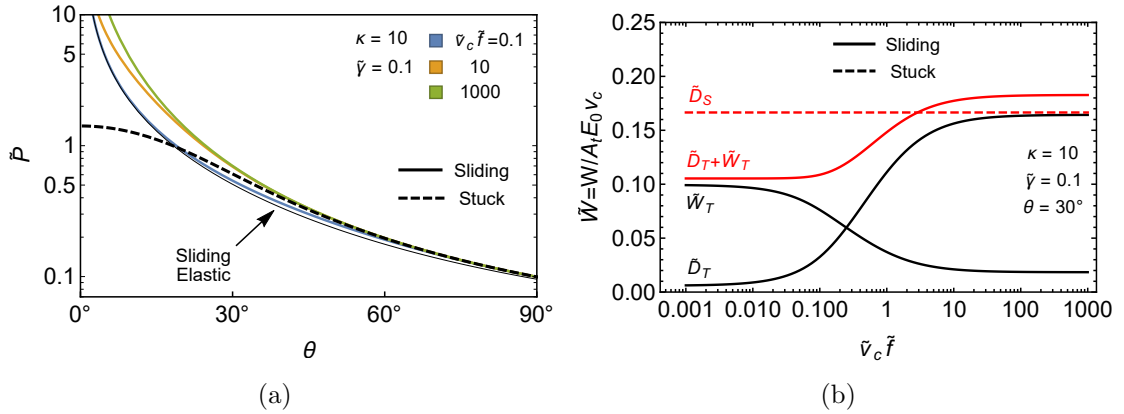 10
5
1
0.5
0.1
P̃
κ = 10
γ̃ = 0.1
ṽ_c f̃ =0.1
10
1000
Sliding
Stuck
Sliding
Elastic
0° 30° 60° 90°
θ
(a)
0.25
0.20
0.15
0.10
0.05
0.00
W̃=W/A_tE_0v_c
Sliding
Stuck
D̃_S
D̃_T+W̃_T
W̃_T
D̃_T
κ = 10
γ̃ = 0.1
θ = 30°
0.001 0.010 0.100 1 10 100 1000
ṽ_c f̃
(b)